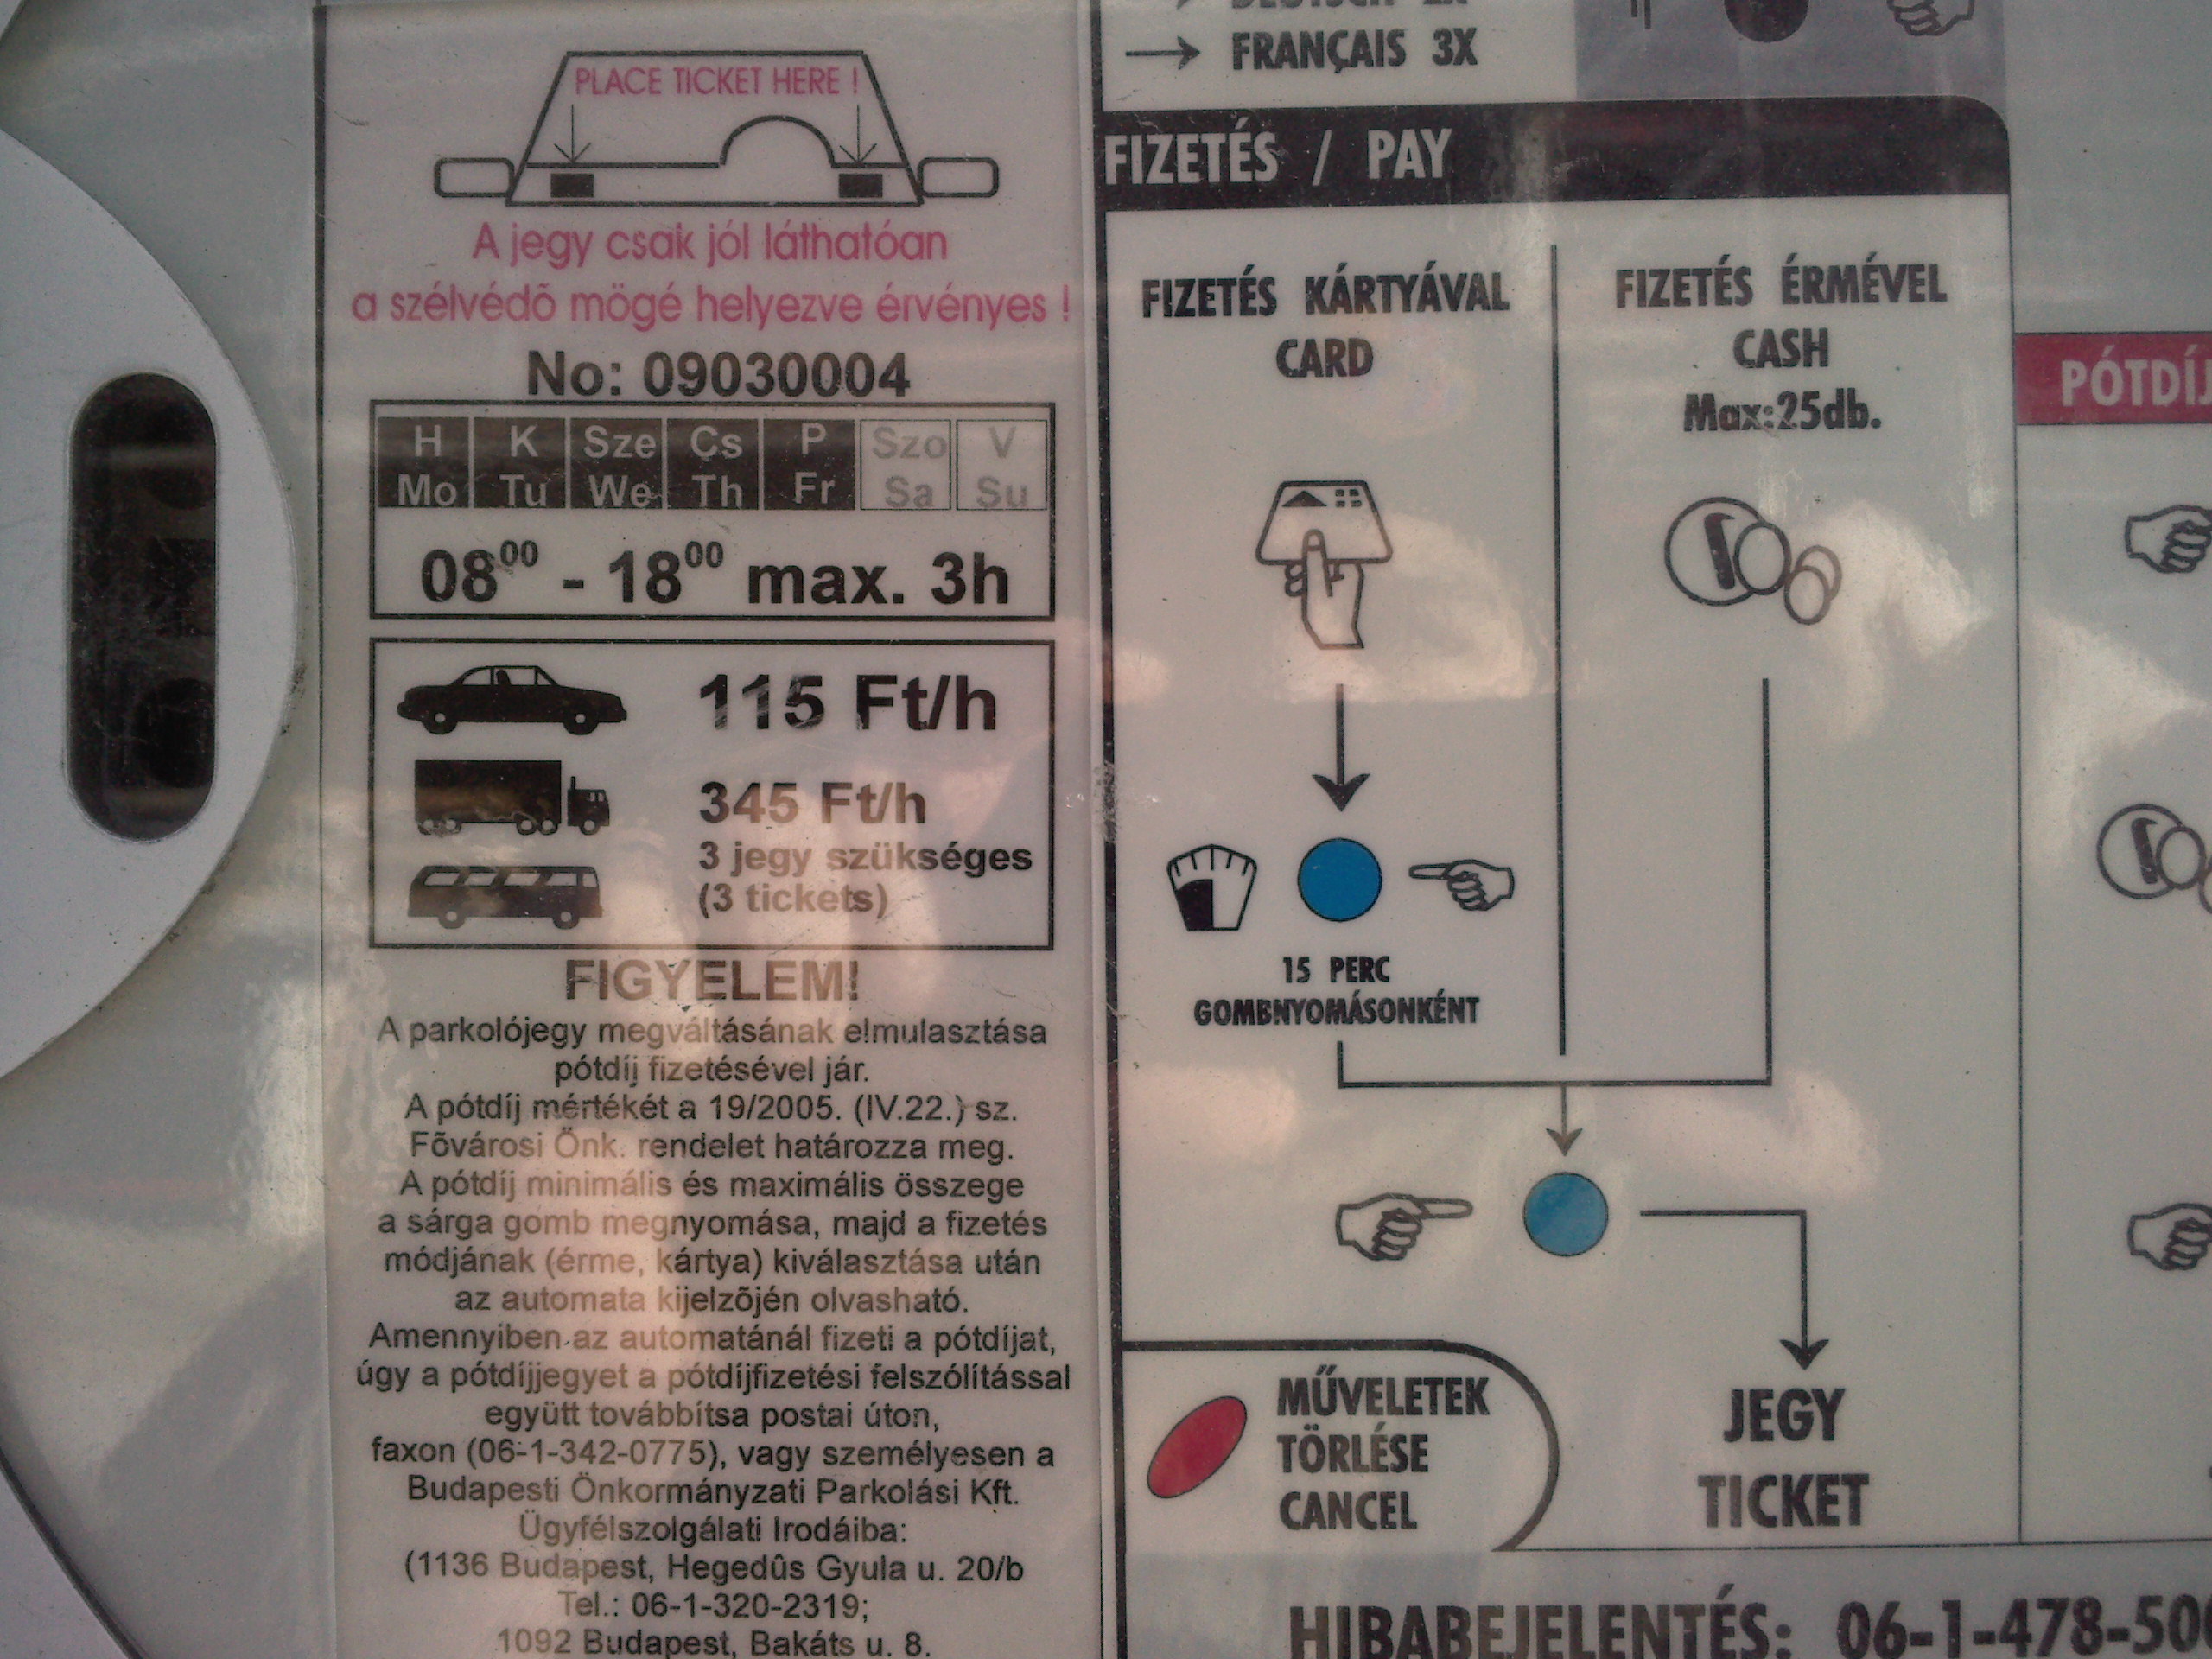 PLACE TICKET HERE !
A jegy csak jól láthatóan
a szélvédõ mögé helyezve érvényes !
No: 09030004
H K Sze Cs P Szo V
Mo Tu We Th Fr Sa Su
08⁰⁰ - 18⁰⁰ max. 3h
115 Ft/h
345 Ft/h
3 jegy szükséges
(3 tickets)
FIGYELEM!
A parkolójegy megváltásának elmulasztása
pótdíj fizetésével jár.
A pótdíj mértékét a 19/2005. (IV.22.) sz.
Fõvárosi Önk. rendelet határozza meg.
A pótdíj minimális és maximális összege
a sárga gomb megnyomása, majd a fizetés
módjának (érme, kártya) kiválasztása után
az automata kijelzõjén olvasható.
Amennyiben az automatánál fizeti a pótdíjat,
úgy a pótdíjjegyet a pótdíjfizetési felszólítással
együtt továbbítsa postai úton,
faxon (06-1-342-0775), vagy személyesen a
Budapesti Önkormányzati Parkolási Kft.
Ügyfélszolgálati Irodáiba:
(1136 Budapest, Hegedûs Gyula u. 20/b
Tel.: 06-1-320-2319;
1092 Budapest, Bakáts u. 8.
DEUTSCH 2X
→ FRANÇAIS 3X
FIZETÉS / PAY
FIZETÉS KÁRTYÁVAL
CARD
FIZETÉS ÉRMÉVEL
CASH
Max:25db.
15 PERC
GOMBNYOMÁSONKÉNT
MŰVELETEK
TÖRLÉSE
CANCEL
JEGY
TICKET
PÓTDÍJ
HIBABEJELENTÉS: 06-1-478-50